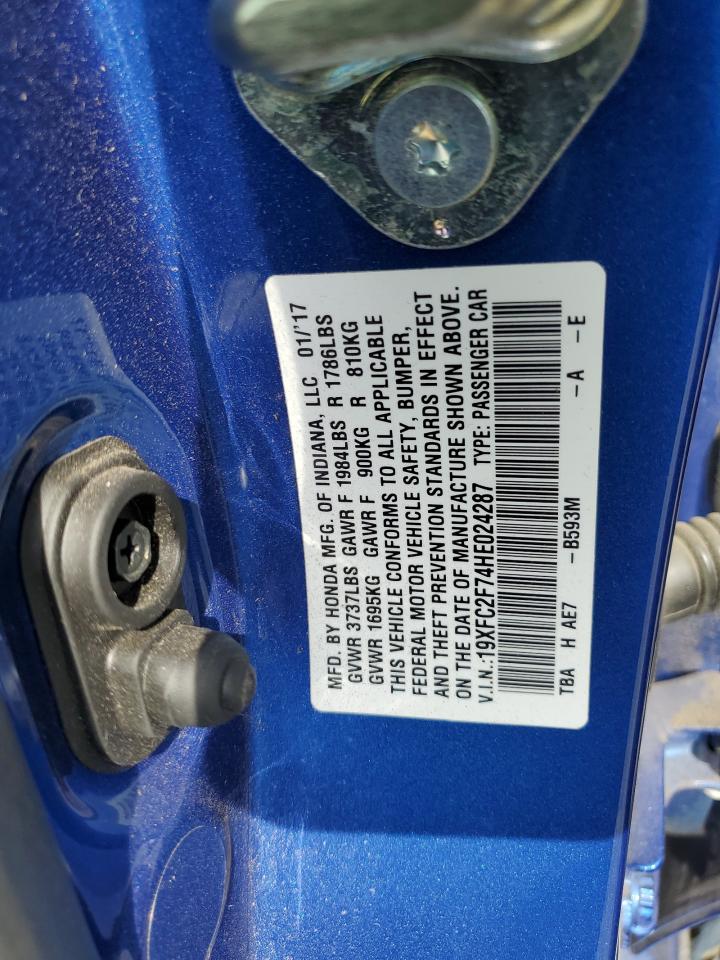 MFD. BY HONDA MFG. OF INDIANA, LLC 01/'17
GVWR 3737LBS GAWR F 1984LBS R 1786LBS
GVWR 1695KG GAWR F 900KG R 810KG
THIS VEHICLE CONFORMS TO ALL APPLICABLE
FEDERAL MOTOR VEHICLE SAFETY, BUMPER,
AND THEFT PREVENTION STANDARDS IN EFFECT
ON THE DATE OF MANUFACTURE SHOWN ABOVE.
V.I.N.:19XFC2F74HE024287 TYPE: PASSENGER CAR
TBA H AE7 -B593M -A -E